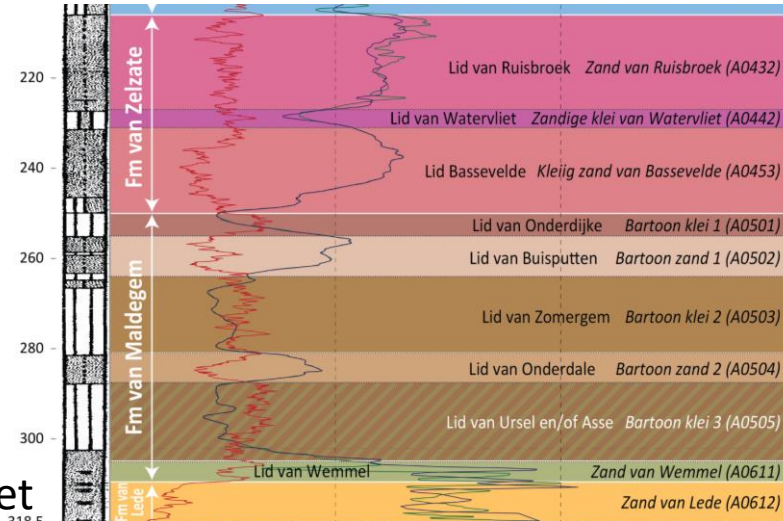 220
240
260
280
300
318.5
Fm van Zelzate
Fm van Maldegem
Fm van Lede
Lid van Ruisbroek Zand van Ruisbroek (A0432)
Lid van Watervliet Zandige klei van Watervliet (A0442)
Lid Bassevelde Kleiig zand van Bassevelde (A0453)
Lid van Onderdijke Bartoon klei 1 (A0501)
Lid van Buisputten Bartoon zand 1 (A0502)
Lid van Zomergem Bartoon klei 2 (A0503)
Lid van Onderdale Bartoon zand 2 (A0504)
Lid van Ursel en/of Asse Bartoon klei 3 (A0505)
Lid van Wemmel Zand van Wemmel (A0611)
Zand van Lede (A0612)
et